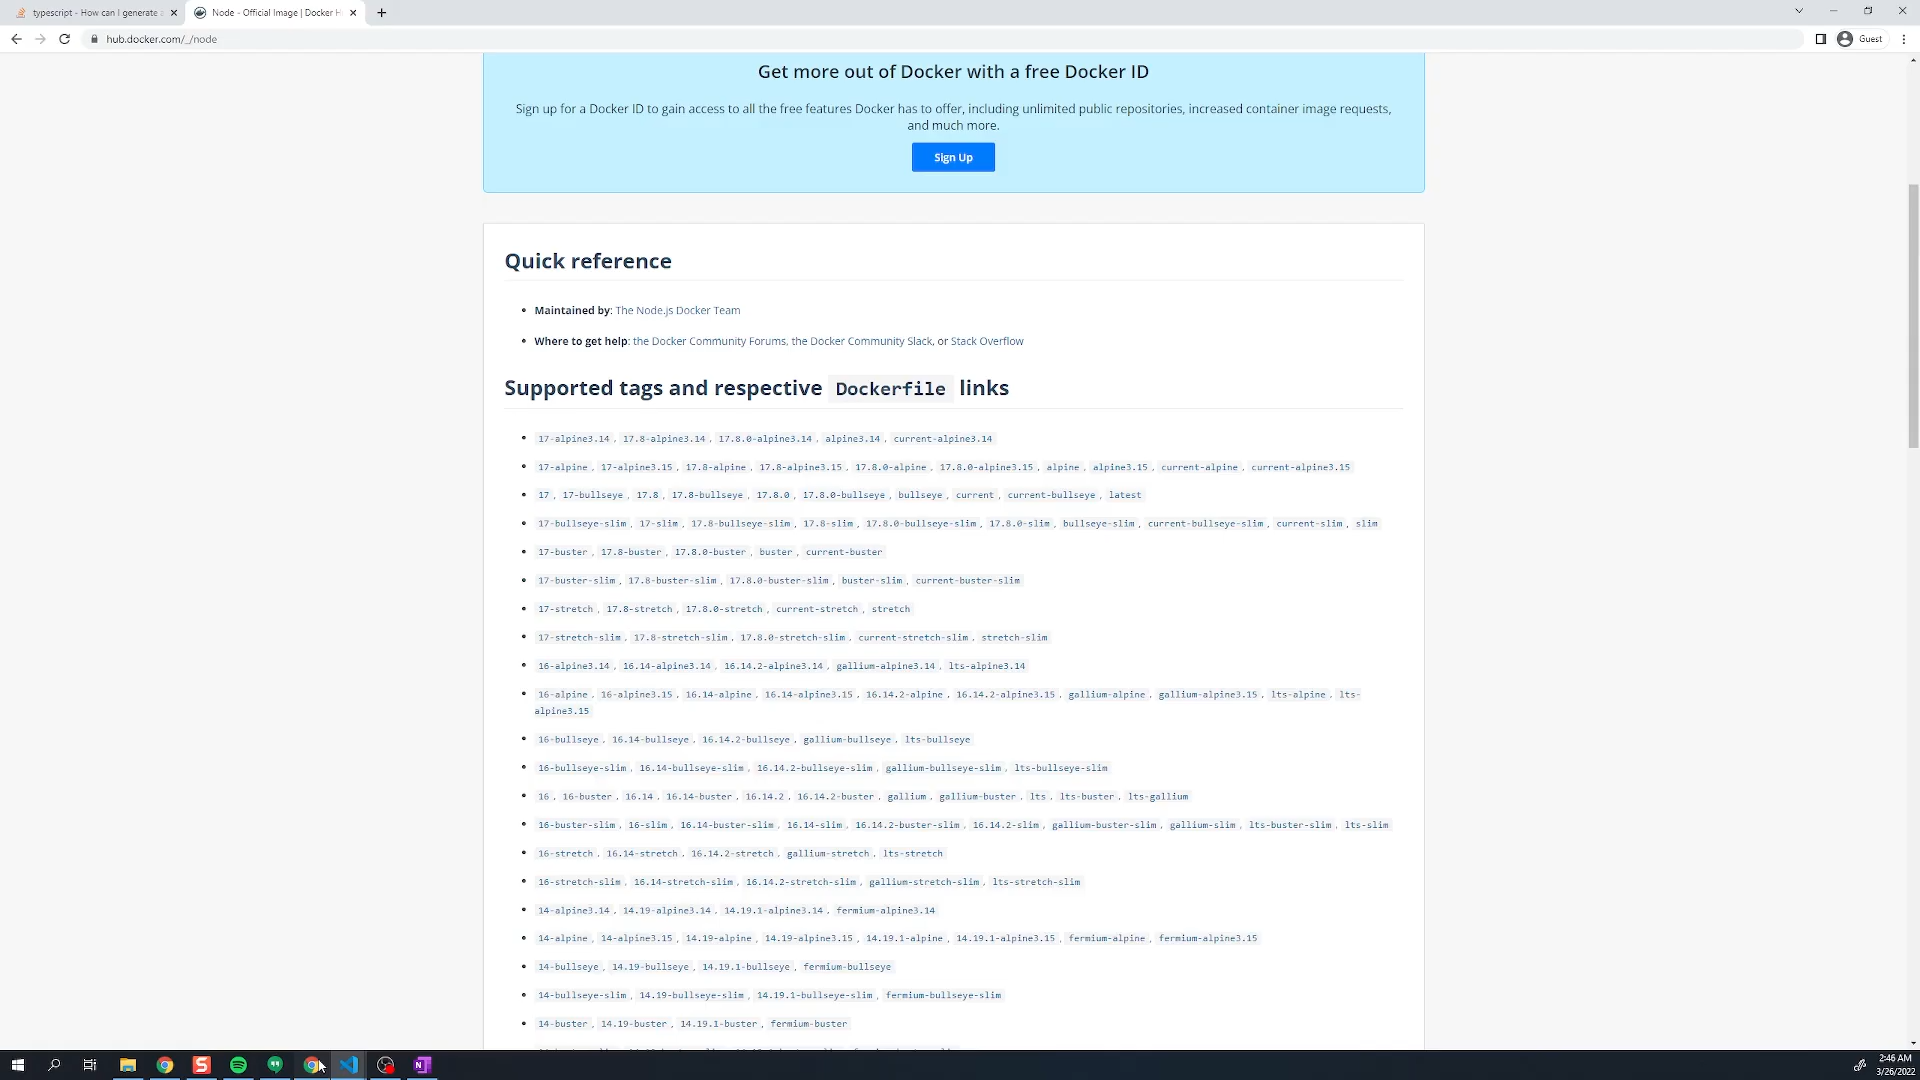 typescript - How can I generate
Node - Official Image | Docker H
hub.docker.com/_/node
Guest
Get more out of Docker with a free Docker ID
Sign up for a Docker ID to gain access to all the free features Docker has to offer, including unlimited public repositories, increased container image requests,
and much more.
Sign Up
Quick reference
• Maintained by: The Node.js Docker Team
• Where to get help: the Docker Community Forums, the Docker Community Slack, or Stack Overflow
Supported tags and respective Dockerfile links
• 17-alpine3.14, 17.8-alpine3.14, 17.8.0-alpine3.14, alpine3.14, current-alpine3.14
• 17-alpine, 17-alpine3.15, 17.8-alpine, 17.8-alpine3.15, 17.8.0-alpine, 17.8.0-alpine3.15, alpine, alpine3.15, current-alpine, current-alpine3.15
• 17, 17-bullseye, 17.8, 17.8-bullseye, 17.8.0, 17.8.0-bullseye, bullseye, current, current-bullseye, latest
• 17-bullseye-slim, 17-slim, 17.8-bullseye-slim, 17.8-slim, 17.8.0-bullseye-slim, 17.8.0-slim, bullseye-slim, current-bullseye-slim, current-slim, slim
• 17-buster, 17.8-buster, 17.8.0-buster, buster, current-buster
• 17-buster-slim, 17.8-buster-slim, 17.8.0-buster-slim, buster-slim, current-buster-slim
• 17-stretch, 17.8-stretch, 17.8.0-stretch, current-stretch, stretch
• 17-stretch-slim, 17.8-stretch-slim, 17.8.0-stretch-slim, current-stretch-slim, stretch-slim
• 16-alpine3.14, 16.14-alpine3.14, 16.14.2-alpine3.14, gallium-alpine3.14, lts-alpine3.14
• 16-alpine, 16-alpine3.15, 16.14-alpine, 16.14-alpine3.15, 16.14.2-alpine, 16.14.2-alpine3.15, gallium-alpine, gallium-alpine3.15, lts-alpine, lts-
alpine3.15
• 16-bullseye, 16.14-bullseye, 16.14.2-bullseye, gallium-bullseye, lts-bullseye
• 16-bullseye-slim, 16.14-bullseye-slim, 16.14.2-bullseye-slim, gallium-bullseye-slim, lts-bullseye-slim
• 16, 16-buster, 16.14, 16.14-buster, 16.14.2, 16.14.2-buster, gallium, gallium-buster, lts, lts-buster, lts-gallium
• 16-buster-slim, 16-slim, 16.14-buster-slim, 16.14-slim, 16.14.2-buster-slim, 16.14.2-slim, gallium-buster-slim, gallium-slim, lts-buster-slim, lts-slim
• 16-stretch, 16.14-stretch, 16.14.2-stretch, gallium-stretch, lts-stretch
• 16-stretch-slim, 16.14-stretch-slim, 16.14.2-stretch-slim, gallium-stretch-slim, lts-stretch-slim
• 14-alpine3.14, 14.19-alpine3.14, 14.19.1-alpine3.14, fermium-alpine3.14
• 14-alpine, 14-alpine3.15, 14.19-alpine, 14.19-alpine3.15, 14.19.1-alpine, 14.19.1-alpine3.15, fermium-alpine, fermium-alpine3.15
• 14-bullseye, 14.19-bullseye, 14.19.1-bullseye, fermium-bullseye
• 14-bullseye-slim, 14.19-bullseye-slim, 14.19.1-bullseye-slim, fermium-bullseye-slim
• 14-buster, 14.19-buster, 14.19.1-buster, fermium-buster
2:46 AM
3/26/2022